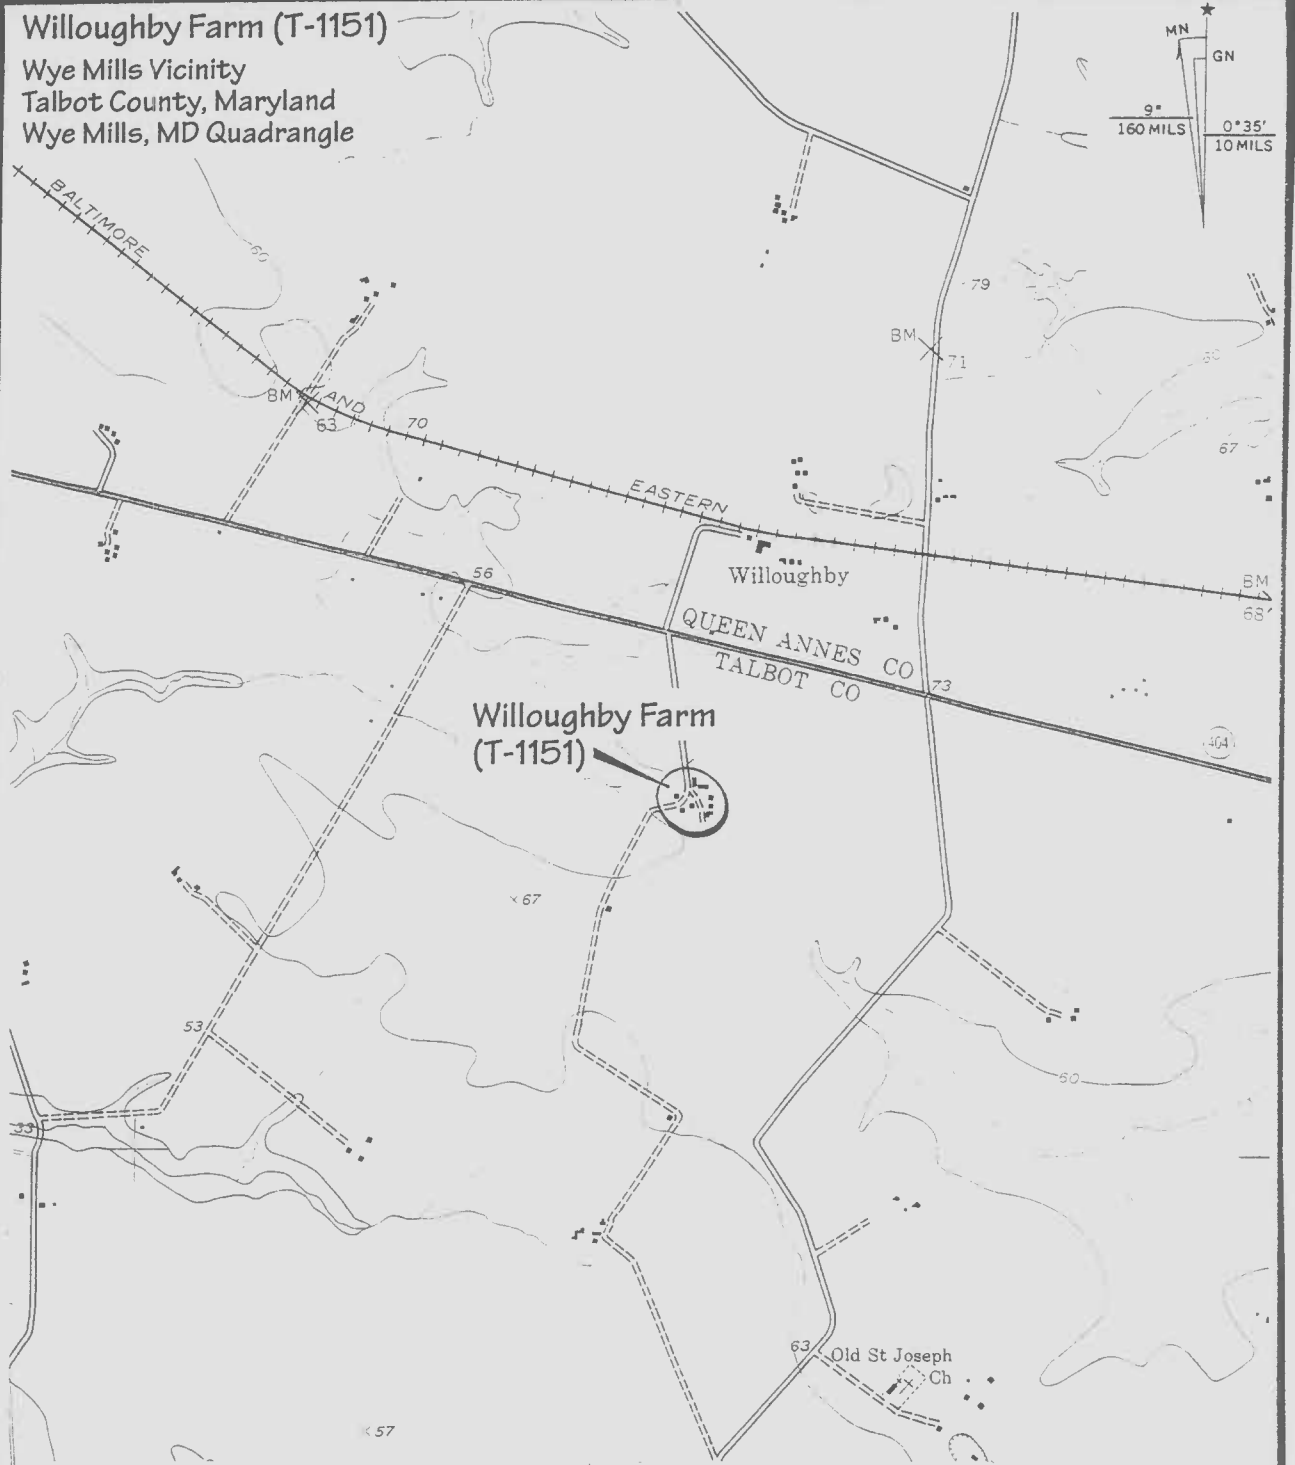 Willoughby Farm (T-1151)
Wye Mills Vicinity
Talbot County, Maryland
Wye Mills, MD Quadrangle
MN
GN
9°
160 MILS
0°35'
10 MILS
BALTIMORE
60
79
BM
71
80
BM
AND
63
70
67
EASTERN
56
Willoughby
BM
68
QUEEN ANNES CO
TALBOT CO
73
Willoughby Farm
(T-1151)
404
67
53
60
33
63
Old St Joseph
Ch
57